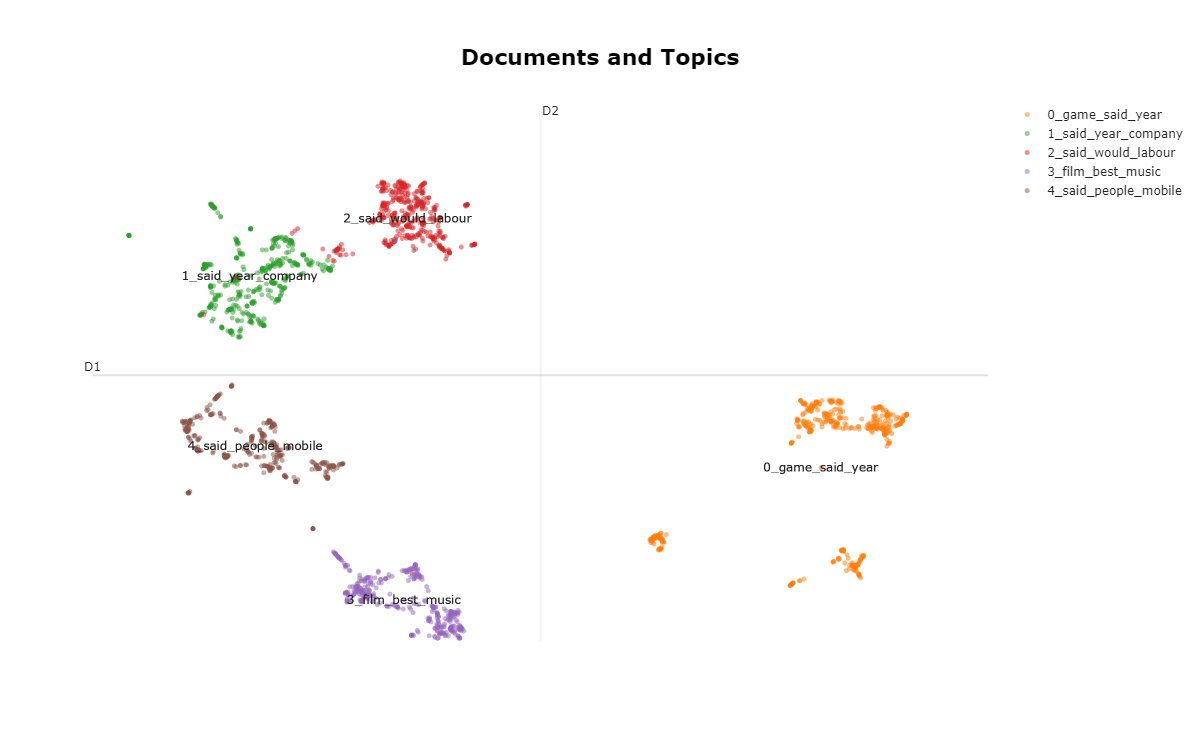 Documents and Topics
D2
0_game_said_year
1_said_year_company
2_said_would_labour
3_film_best_music
4_said_people_mobile
2_said_would_labour
1_said_year_company
D1
4_said_people_mobile
0_game_said_year
3_film_best_music